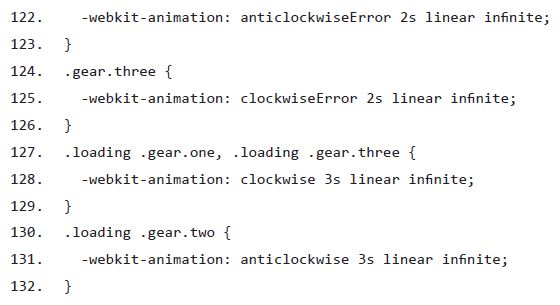 122. -webkit-animation: anticlockwiseError 2s linear infinite;
123. }
124. .gear.three {
125. -webkit-animation: clockwiseError 2s linear infinite;
126. }
127. .loading .gear.one, .loading .gear.three {
128. -webkit-animation: clockwise 3s linear infinite;
129. }
130. .loading .gear.two {
131. -webkit-animation: anticlockwise 3s linear infinite;
132. }